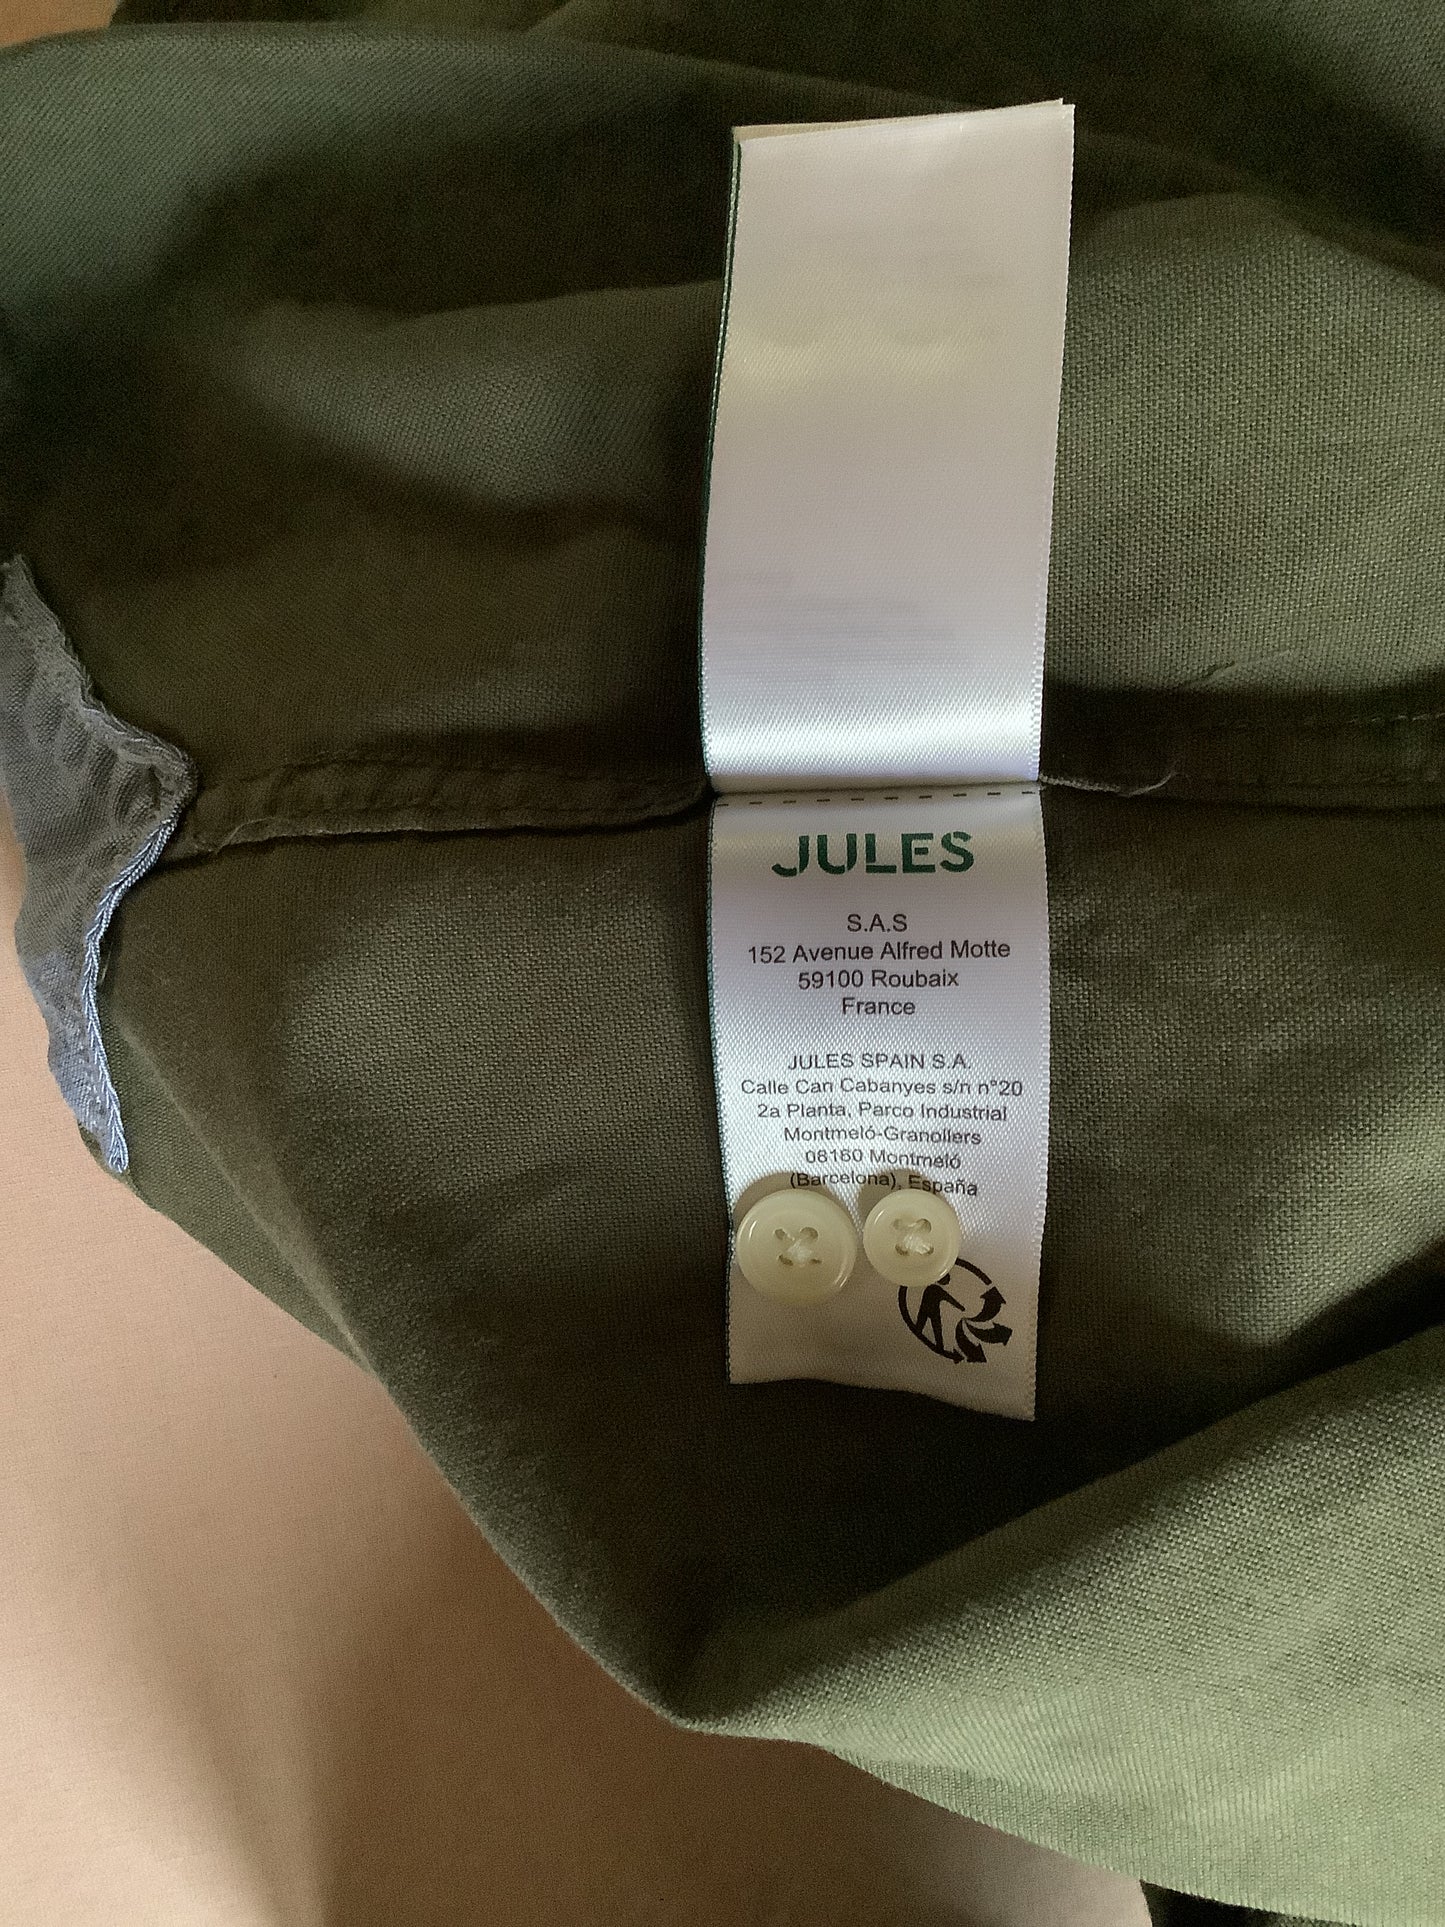 JULES
S.A.S
152 Avenue Alfred Motte
59100 Roubaix
France
JULES SPAIN S.A.
Calle Can Cabanyes s/n n°20
2a Planta, Parco Industrial
Montmeló-Granollers
08160 Montmeló
(Barcelona), España